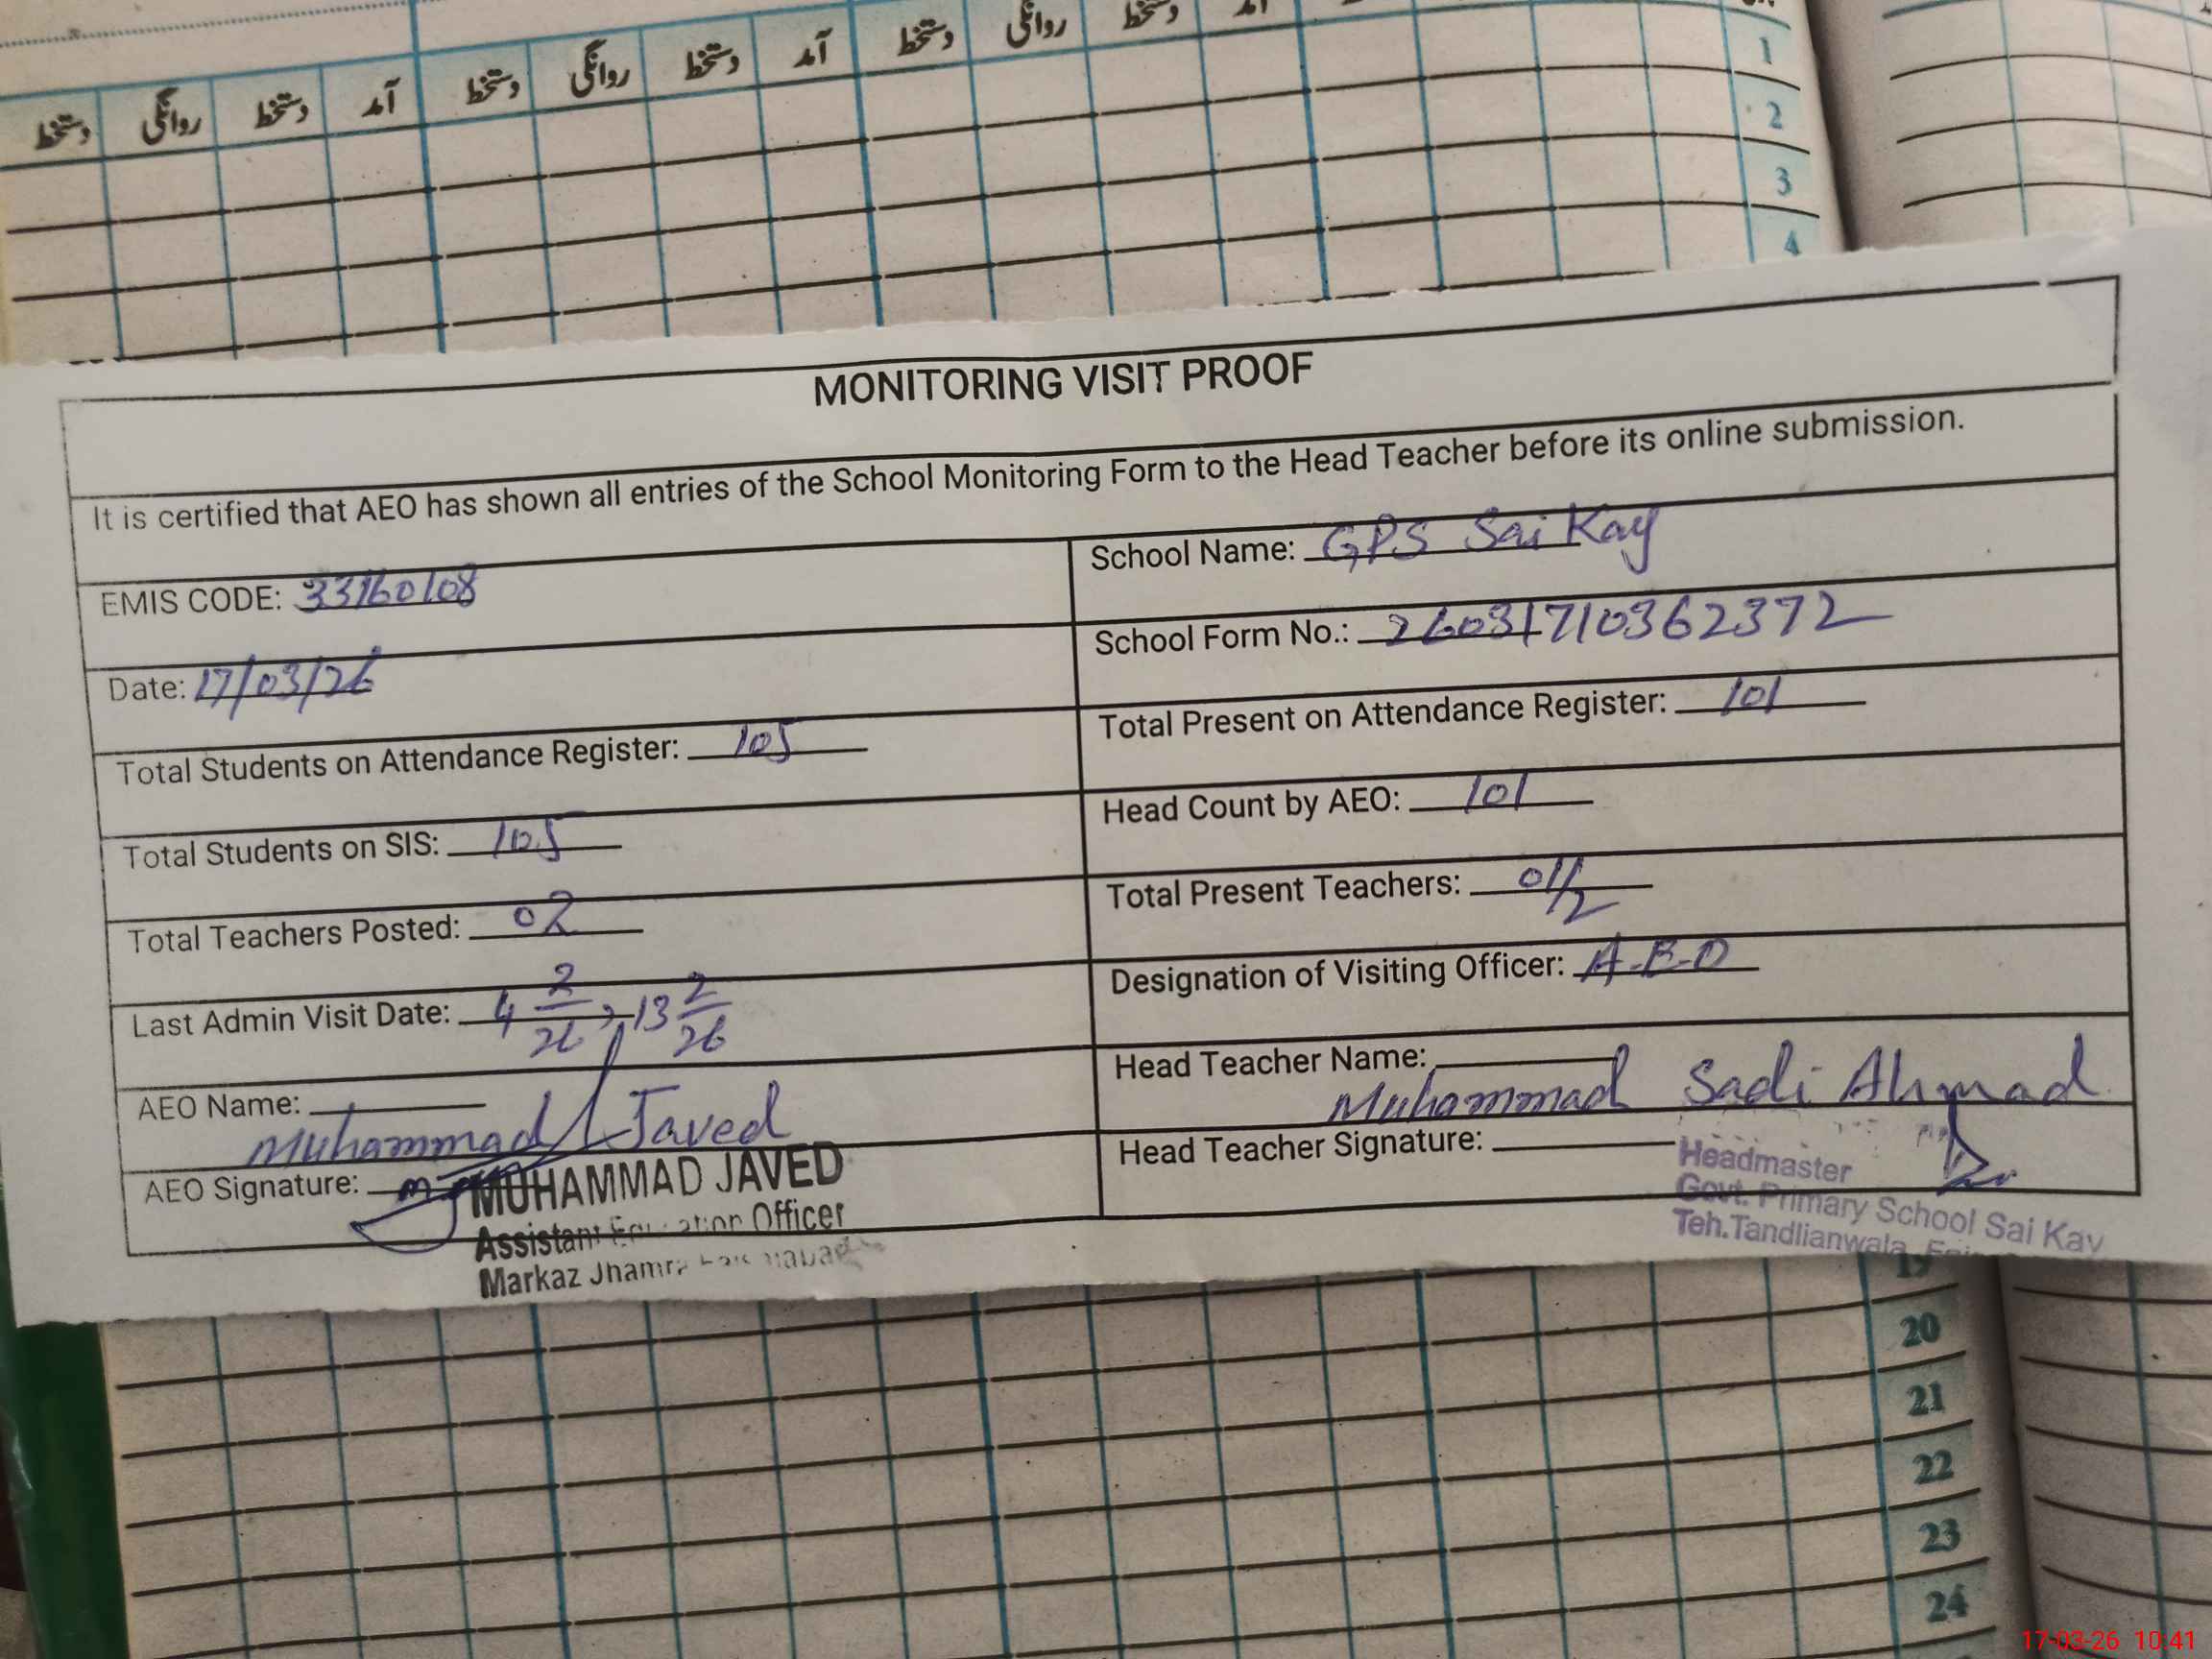 دستخط روانگی دستخط آمد دستخط روانگی دستخط آمد دستخط روانگی دستخط آمد
1
2
3
4
MONITORING VISIT PROOF
It is certified that AEO has shown all entries of the School Monitoring Form to the Head Teacher before its online submission.
EMIS CODE: 33160108
School Name: GPS Sai Kay
Date: 17/03/26
School Form No.: 26031710362372
Total Students on Attendance Register: 105
Total Present on Attendance Register: 101
Total Students on SIS: 105
Head Count by AEO: 101
Total Teachers Posted: 02
Total Present Teachers: 01/2
Last Admin Visit Date: 4 2/26, 13 2/26
Designation of Visiting Officer: A-E-O
AEO Name: Muhammad Javed
Head Teacher Name: Muhammad Sadi Ahmad
AEO Signature:
MUHAMMAD JAVED
Assistant Education Officer
Markaz Jhamra
Head Teacher Signature:
Headmaster
Govt. Primary School Sai Kay
Teh.Tandlianwala
19
20
21
22
23
24
17-03-26 10:41